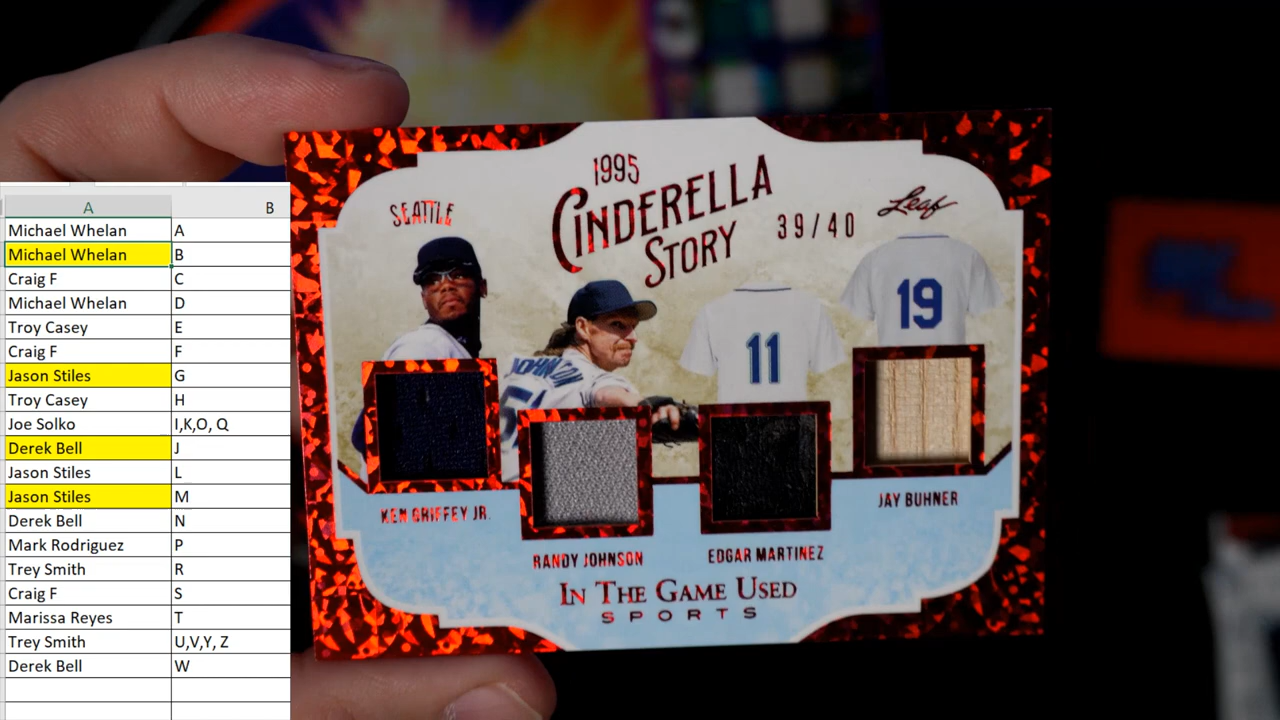 A B
Michael Whelan A
Michael Whelan B
Craig F C
Michael Whelan D
Troy Casey E
Craig F F
Jason Stiles G
Troy Casey H
Joe Solko I,K,O, Q
Derek Bell J
Jason Stiles L
Jason Stiles M
Derek Bell N
Mark Rodriguez P
Trey Smith R
Craig F S
Marissa Reyes T
Trey Smith U,V,Y, Z
Derek Bell W
1995
SEATTLE
CINDERELLA
STORY
39/40
Leaf
11
19
JOHNSON
51
KEN GRIFFEY JR.
RANDY JOHNSON
EDGAR MARTINEZ
JAY BUHNER
IN THE GAME USED
SPORTS